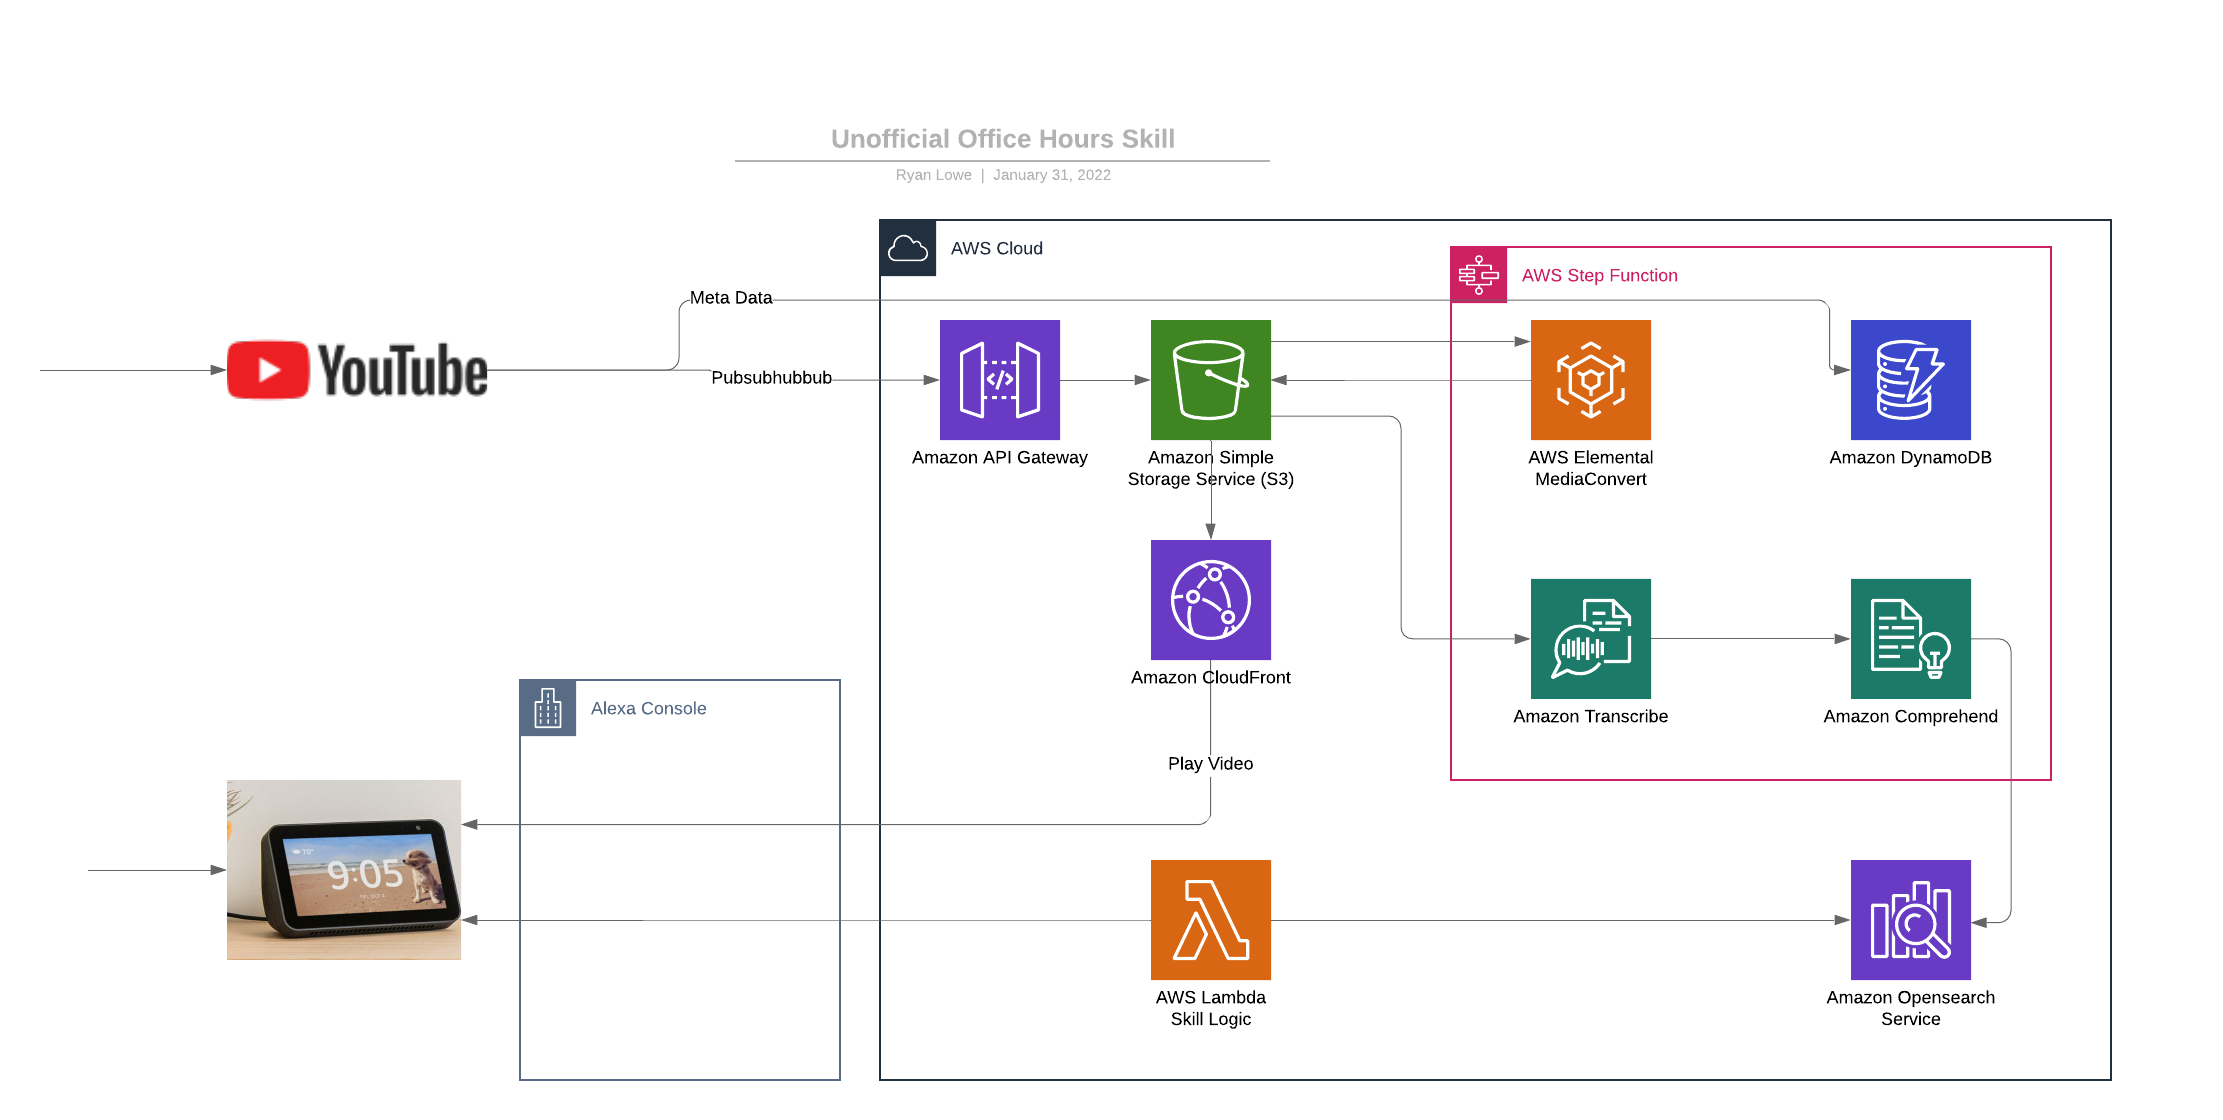 Unofficial Office Hours Skill
Ryan Lowe | January 31, 2022
AWS Cloud
AWS Step Function
Meta Data
YouTube
Pubsubhubbub
Amazon API Gateway
Amazon Simple
Storage Service (S3)
AWS Elemental
MediaConvert
Amazon DynamoDB
Amazon CloudFront
Alexa Console
Amazon Transcribe
Amazon Comprehend
Play Video
70°
9:05
AWS Lambda
Skill Logic
Amazon Opensearch
Service